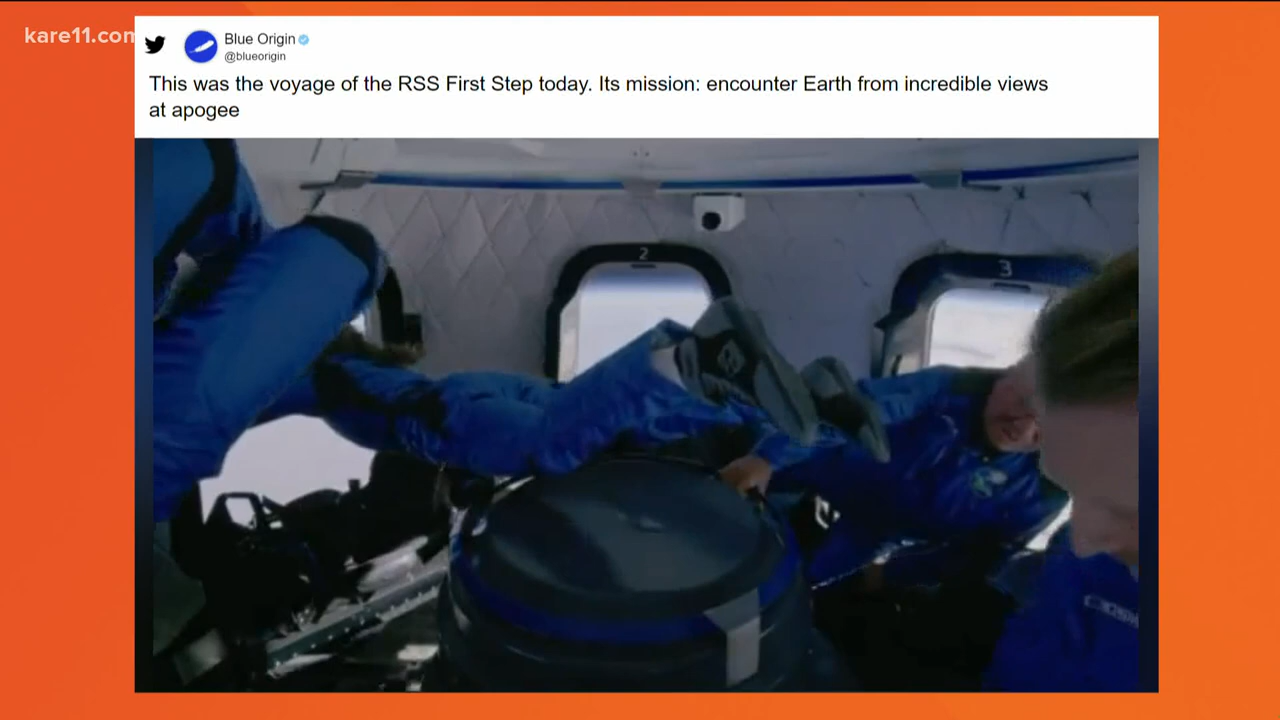 kare11.com
Blue Origin
@blueorigin
This was the voyage of the RSS First Step today. Its mission: encounter Earth from incredible views
at apogee
2
3